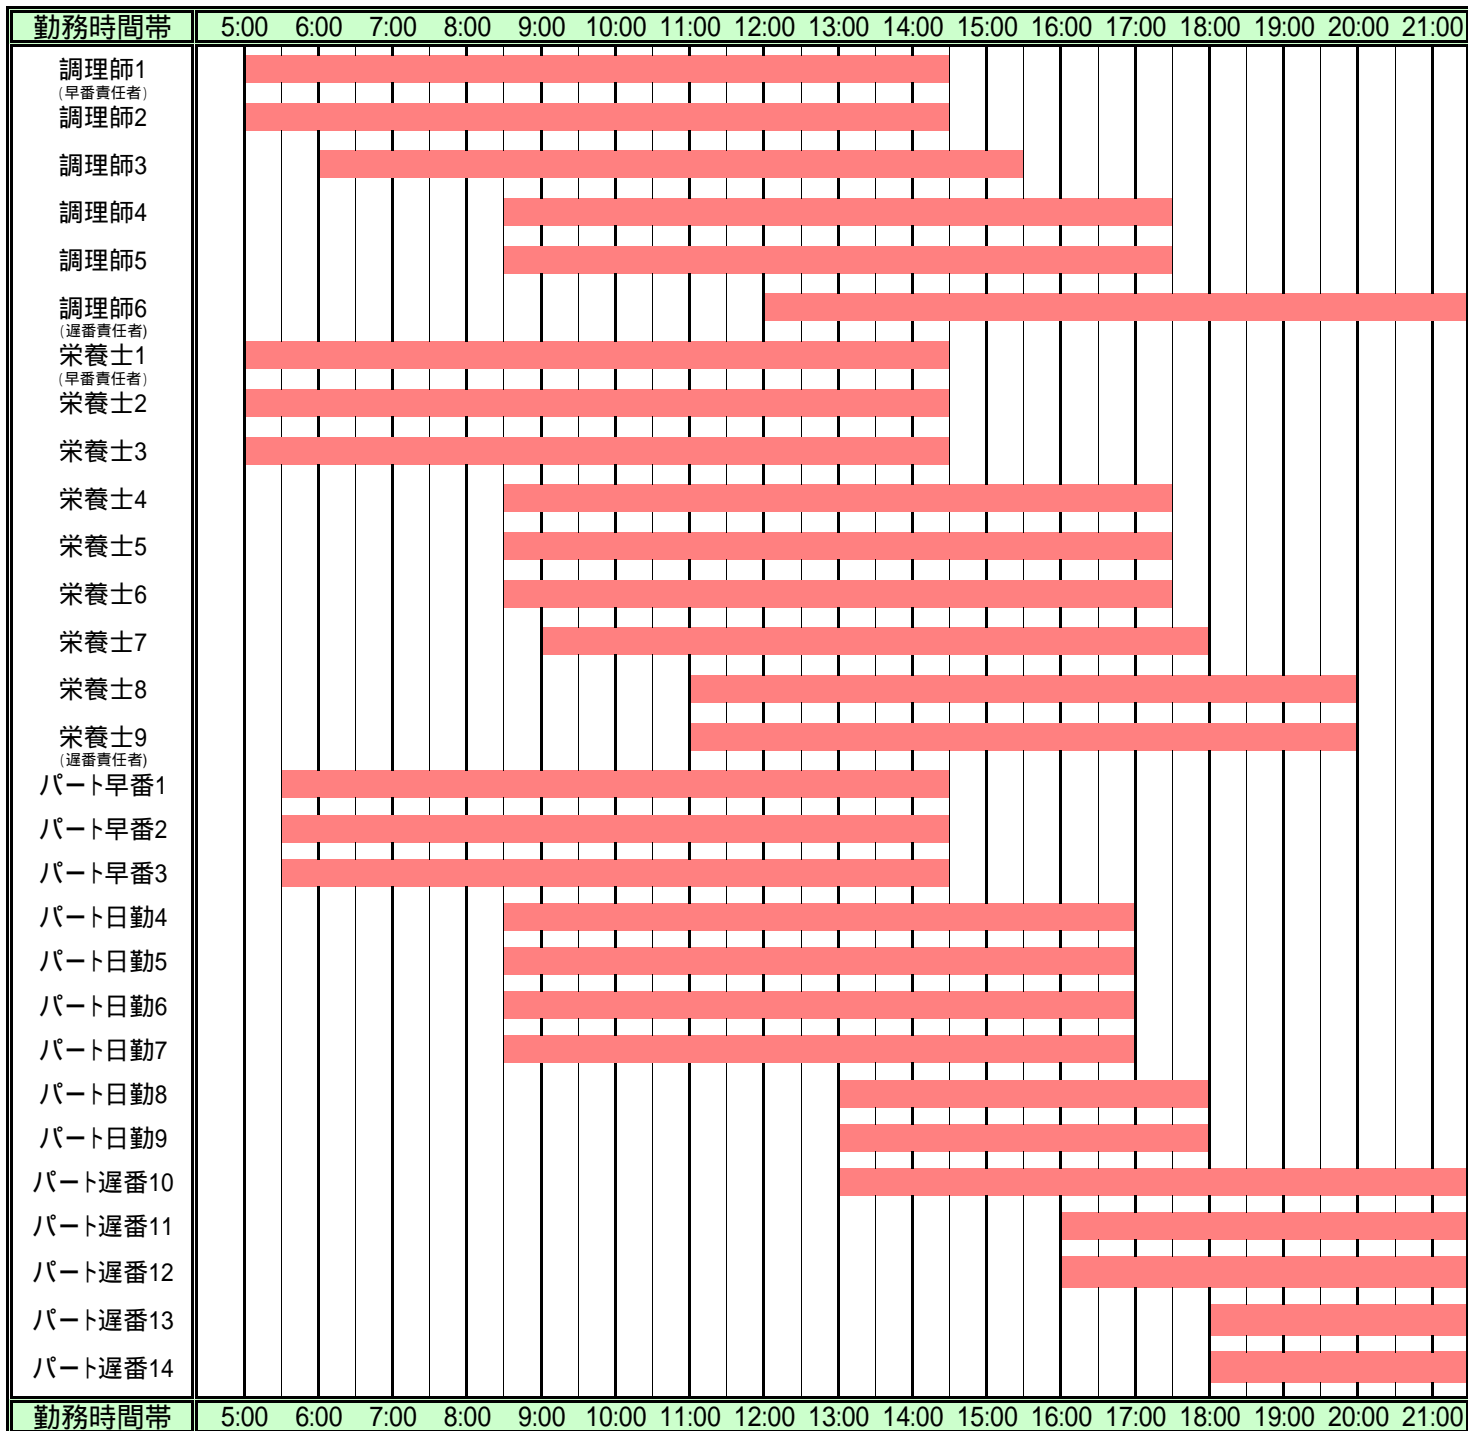 勤務時間帯 5:00 6:00 7:00 8:00 9:00 10:00 11:00 12:00 13:00 14:00 15:00 16:00 17:00 18:00 19:00 20:00 21:00
調理師1
(早番責任者)
調理師2
調理師3
調理師4
調理師5
調理師6
(遅番責任者)
栄養士1
(早番責任者)
栄養士2
栄養士3
栄養士4
栄養士5
栄養士6
栄養士7
栄養士8
栄養士9
(遅番責任者)
パート早番1
パート早番2
パート早番3
パート日勤4
パート日勤5
パート日勤6
パート日勤7
パート日勤8
パート日勤9
パート遅番10
パート遅番11
パート遅番12
パート遅番13
パート遅番14
勤務時間帯 5:00 6:00 7:00 8:00 9:00 10:00 11:00 12:00 13:00 14:00 15:00 16:00 17:00 18:00 19:00 20:00 21:00